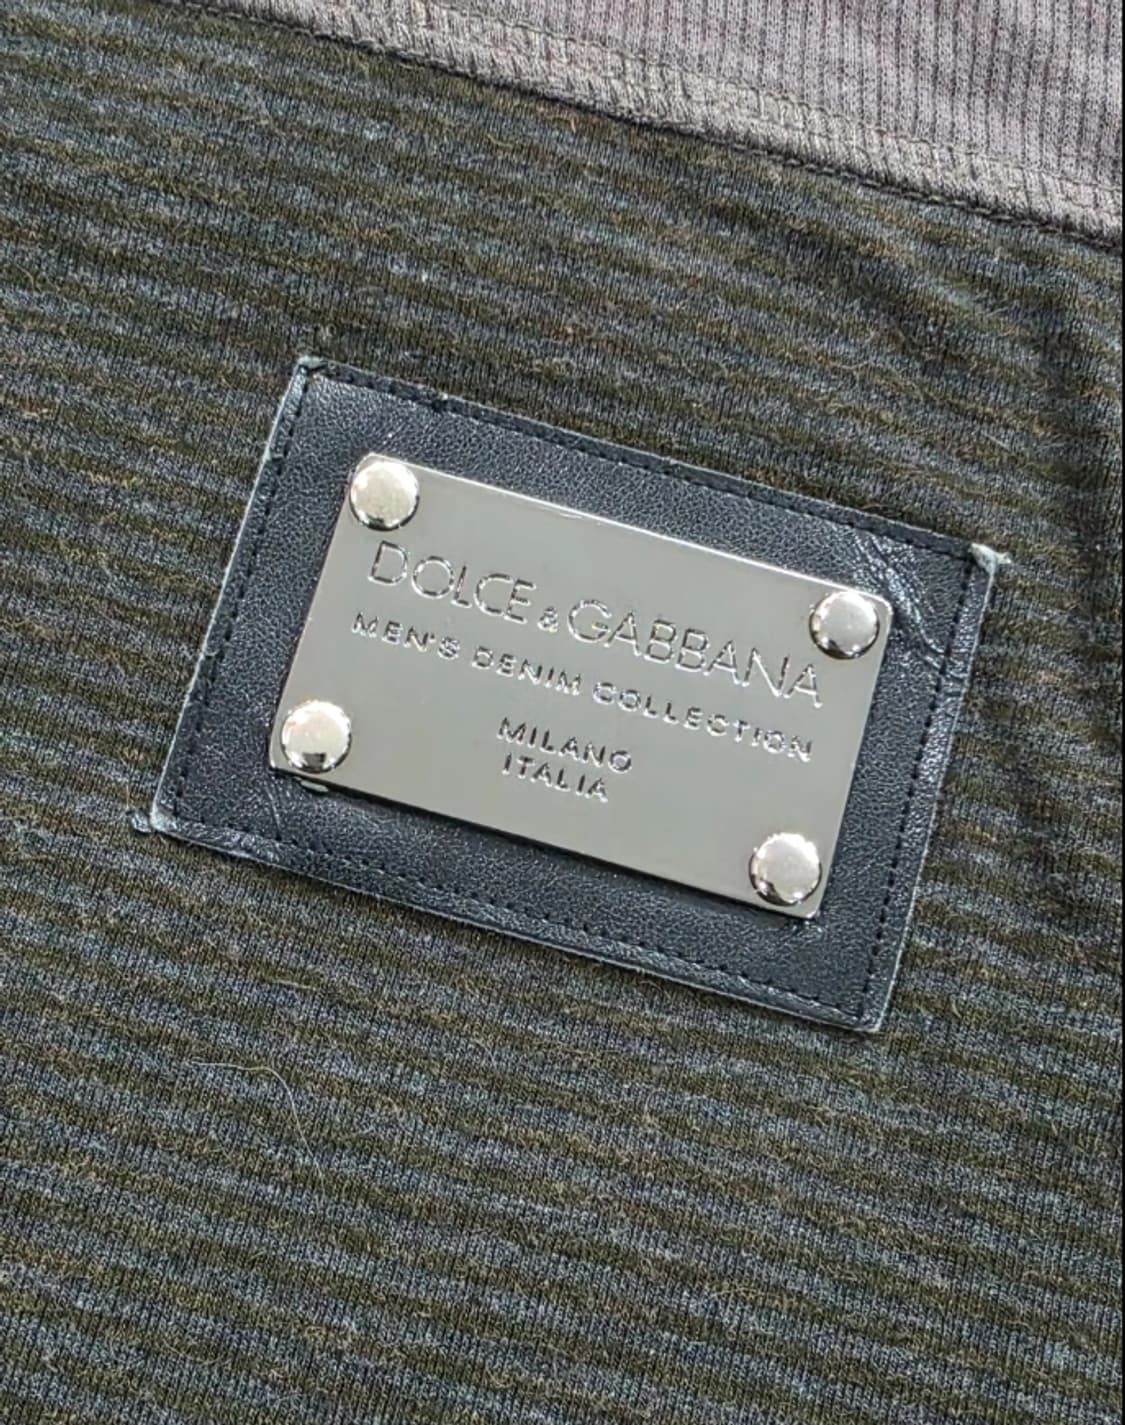 DOLCE & GABBANA
MEN'S DENIM COLLECTION
MILANO
ITALIA